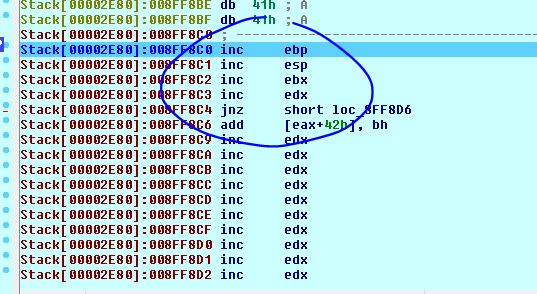 Stack[00002E80]:008FF8BE db 41h ; A
Stack[00002E80]:008FF8BF db 41h ; A
Stack[00002E80]:008FF8C0 ; ------------------------
Stack[00002E80]:008FF8C0 inc ebp
Stack[00002E80]:008FF8C1 inc esp
Stack[00002E80]:008FF8C2 inc ebx
Stack[00002E80]:008FF8C3 inc edx
Stack[00002E80]:008FF8C4 jnz short loc_8FF8D6
Stack[00002E80]:008FF8C6 add [eax+42h], bh
Stack[00002E80]:008FF8C9 inc edx
Stack[00002E80]:008FF8CA inc edx
Stack[00002E80]:008FF8CB inc edx
Stack[00002E80]:008FF8CC inc edx
Stack[00002E80]:008FF8CD inc edx
Stack[00002E80]:008FF8CE inc edx
Stack[00002E80]:008FF8CF inc edx
Stack[00002E80]:008FF8D0 inc edx
Stack[00002E80]:008FF8D1 inc edx
Stack[00002E80]:008FF8D2 inc edx